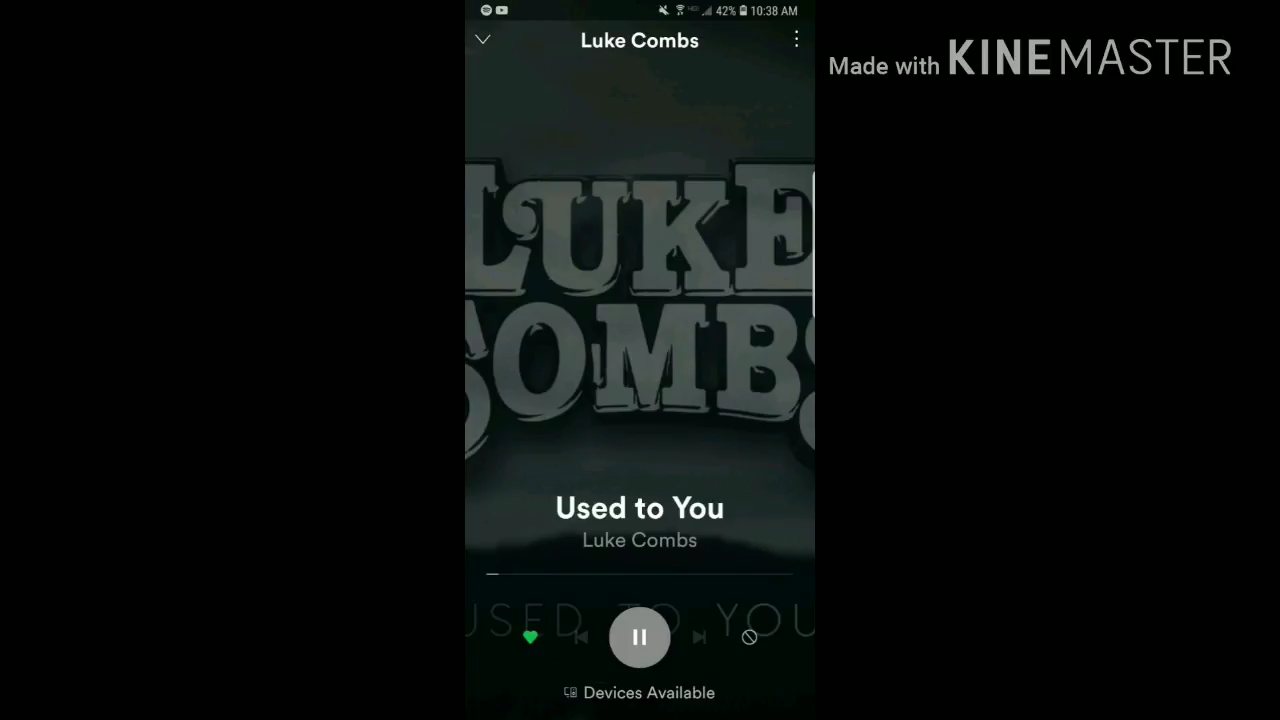 42% 10:38 AM
Luke Combs
Made with KINEMASTER
LUKE
COMBS
Used to You
Luke Combs
USED TO YOU
Devices Available